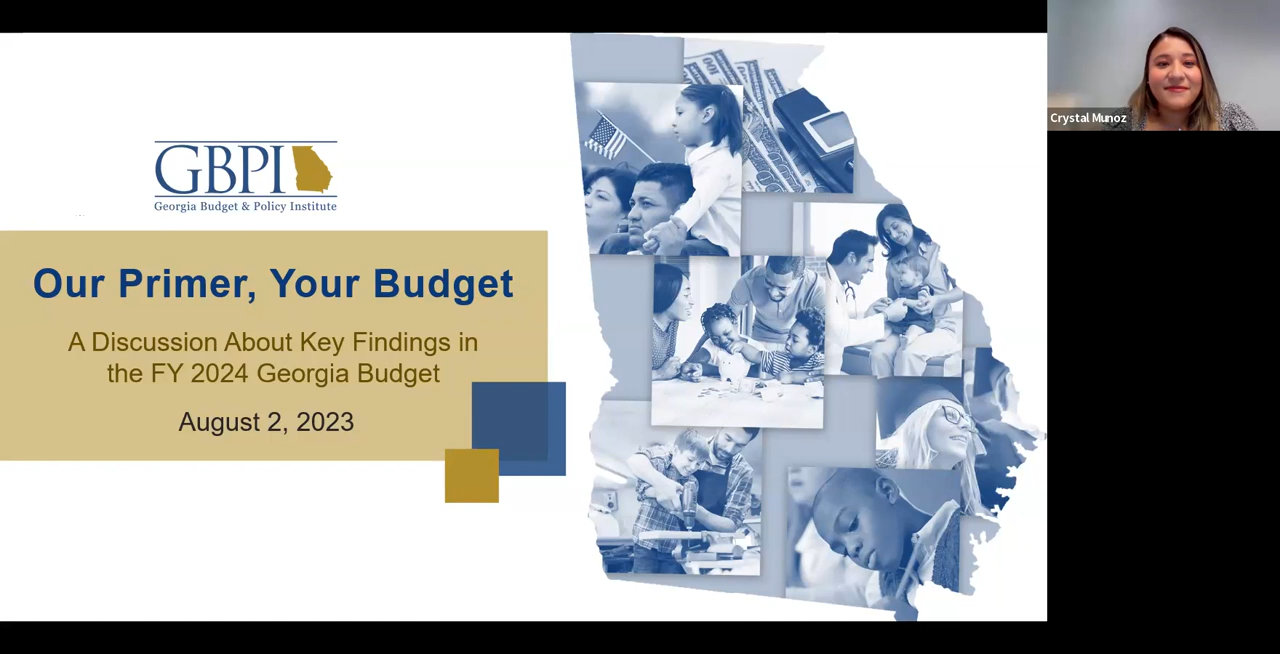 GBPI
Georgia Budget & Policy Institute
Our Primer, Your Budget
A Discussion About Key Findings in
the FY 2024 Georgia Budget
August 2, 2023
100
Crystal Munoz